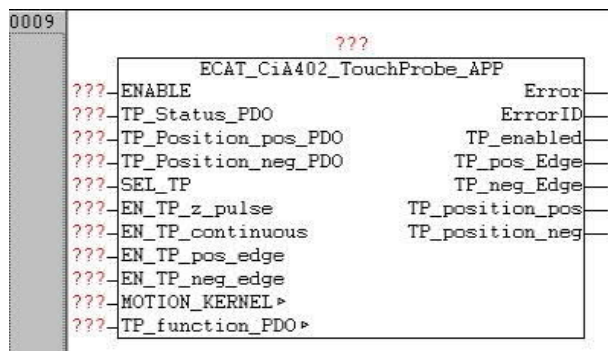 0009
???
ECAT_CiA402_TouchProbe_APP
???-ENABLE Error
???-TP_Status_PDO ErrorID
???-TP_Position_pos_PDO TP_enabled
???-TP_Position_neg_PDO TP_pos_Edge
???-SEL_TP TP_neg_Edge
???-EN_TP_z_pulse TP_position_pos
???-EN_TP_continuous TP_position_neg
???-EN_TP_pos_edge
???-EN_TP_neg_edge
???-MOTION_KERNEL▹
???-TP_function_PDO▹